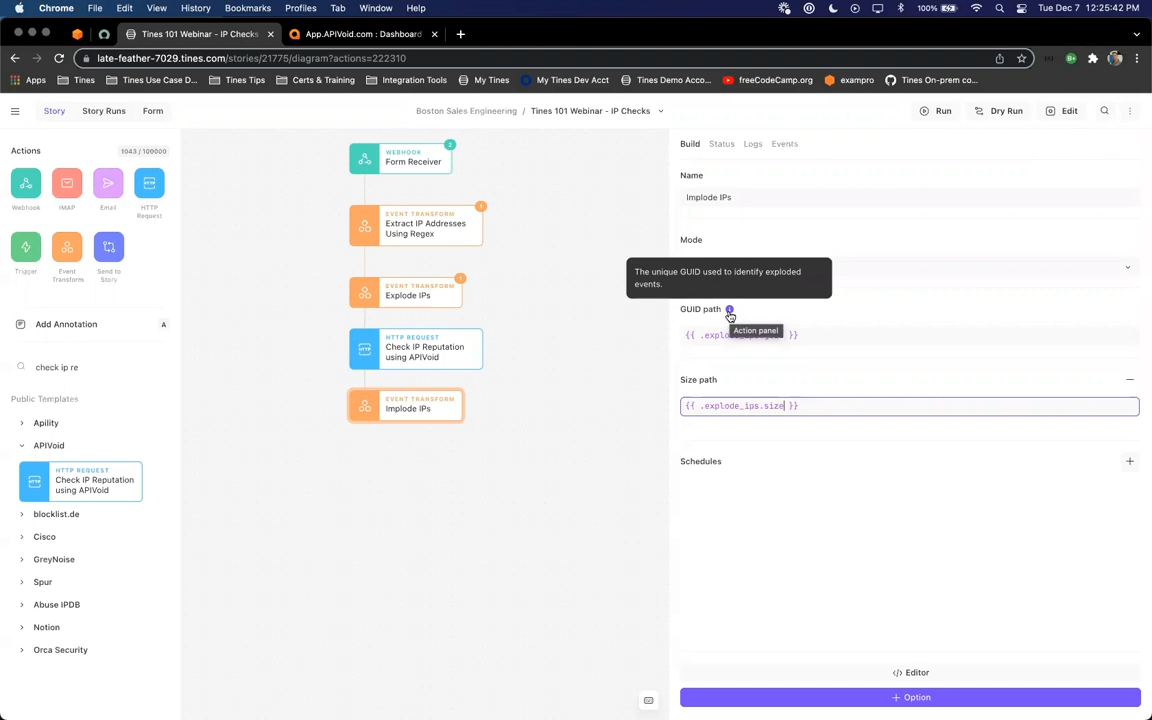 Chrome File Edit View History Bookmarks Profiles Tab Window Help 100% Tue Dec 7 12:25:42 PM
Tines 101 Webinar - IP Checks App.APIVoid.com : Dashboard
late-feather-7029.tines.com/stories/21775/diagram?actions=222310
Apps Tines Tines Use Case D... Tines Tips Certs & Training Integration Tools My Tines My Tines Dev Acct Tines Demo Acco... freeCodeCamp.org exampro Tines On-prem co...
Story Story Runs Form Boston Sales Engineering / Tines 101 Webinar - IP Checks Run Dry Run Edit
Actions 1043 / 100000
Webhook IMAP Email HTTP Request
Trigger Event Transform Send to Story
Add Annotation A
check ip re
Public Templates
Apility
APIVoid
HTTP REQUEST
Check IP Reputation
using APIVoid
blocklist.de
Cisco
GreyNoise
Spur
Abuse IPDB
Notion
Orca Security
2
WEBHOOK
Form Receiver
1
EVENT TRANSFORM
Extract IP Addresses
Using Regex
1
EVENT TRANSFORM
Explode IPs
HTTP REQUEST
Check IP Reputation
using APIVoid
EVENT TRANSFORM
Implode IPs
Build Status Logs Events
Name
Implode IPs
Mode
The unique GUID used to identify exploded
events.
GUID path
Action panel
{{ .explo }}
Size path
{{ .explode_ips.size }}
Schedules
</> Editor
+ Option